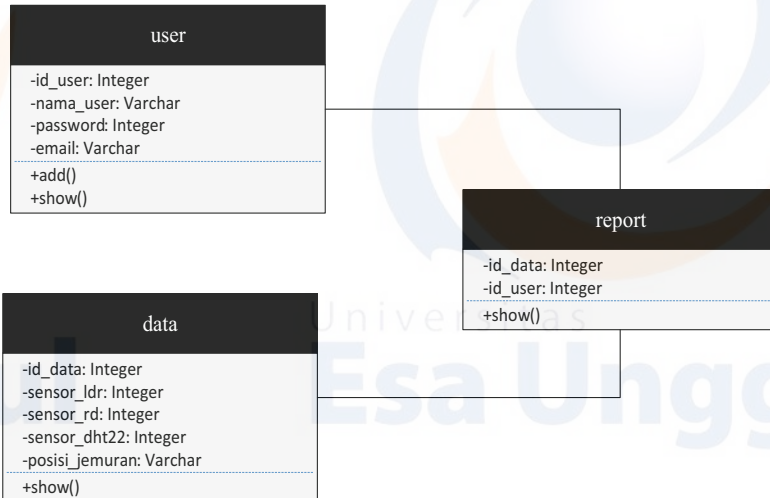 user
-id_user: Integer
-nama_user: Varchar
-password: Integer
-email: Varchar
+add()
+show()
report
-id_data: Integer
-id_user: Integer
+show()
Universitas
Esa Ungg
ul
data
-id_data: Integer
-sensor_ldr: Integer
-sensor_rd: Integer
-sensor_dht22: Integer
-posisi_jemuran: Varchar
+show()